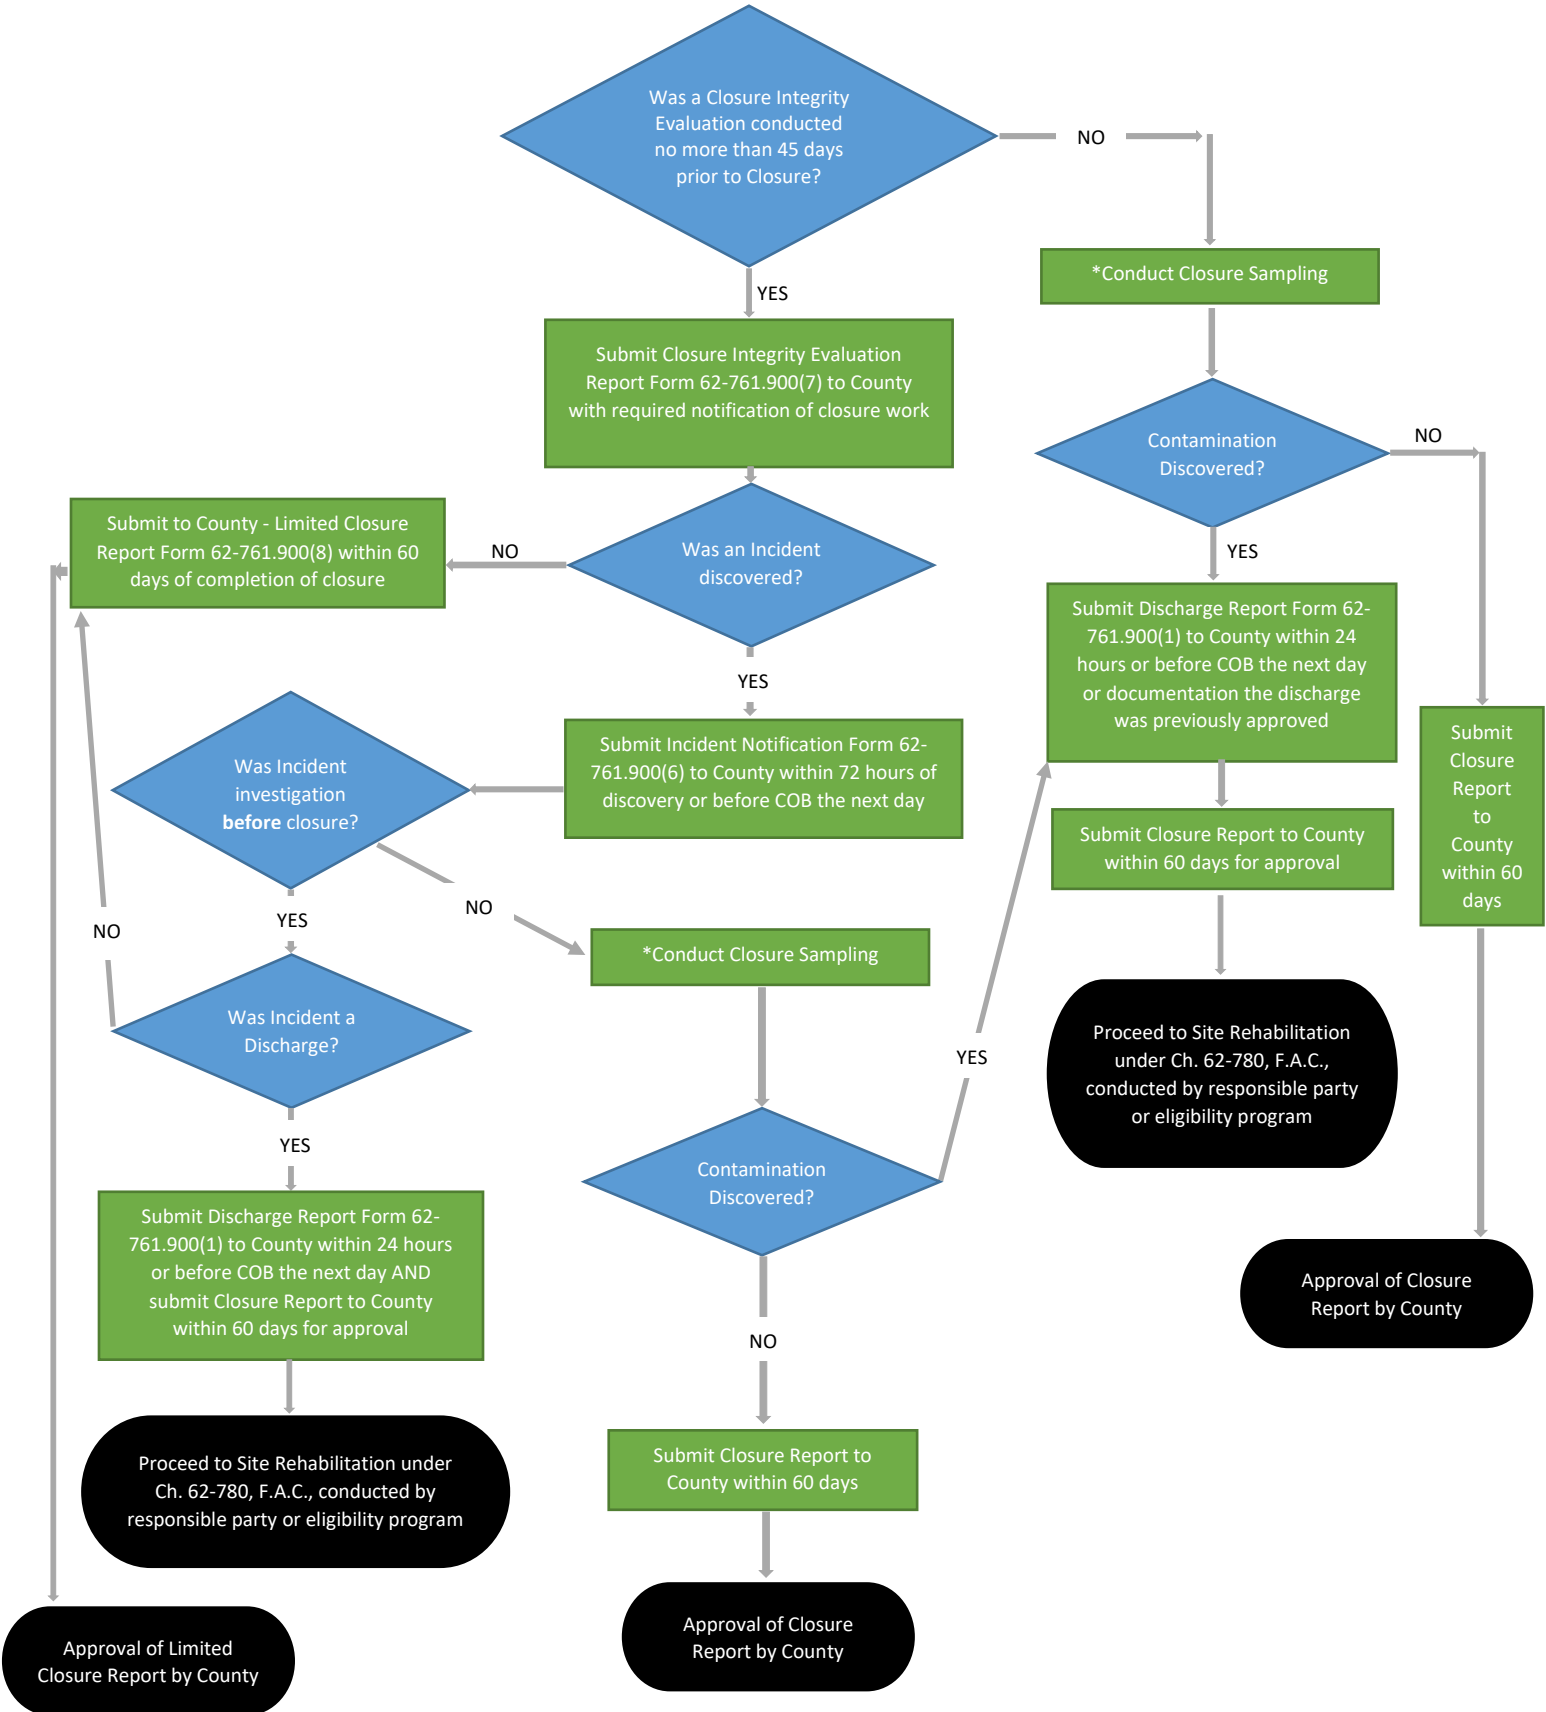 Was a Closure Integrity
Evaluation conducted
no more than 45 days
prior to Closure?
NO
YES
*Conduct Closure Sampling
Submit Closure Integrity Evaluation
Report Form 62-761.900(7) to County
with required notification of closure work
Contamination
Discovered?
NO
YES
Submit to County - Limited Closure
Report Form 62-761.900(8) within 60
days of completion of closure
NO
Was an Incident
discovered?
YES
Submit Discharge Report Form 62-
761.900(1) to County within 24
hours or before COB the next day
or documentation the discharge
was previously approved
Submit
Closure
Report
to
County
within 60
days
Was Incident
investigation
before closure?
Submit Incident Notification Form 62-
761.900(6) to County within 72 hours of
discovery or before COB the next day
Submit Closure Report to County
within 60 days for approval
NO
YES
NO
*Conduct Closure Sampling
Was Incident a
Discharge?
Proceed to Site Rehabilitation
under Ch. 62-780, F.A.C.,
conducted by responsible party
or eligibility program
YES
YES
Contamination
Discovered?
Submit Discharge Report Form 62-
761.900(1) to County within 24 hours
or before COB the next day AND
submit Closure Report to County
within 60 days for approval
Approval of Closure
Report by County
NO
Proceed to Site Rehabilitation under
Ch. 62-780, F.A.C., conducted by
responsible party or eligibility program
Submit Closure Report to
County within 60 days
Approval of Limited
Closure Report by County
Approval of Closure
Report by County